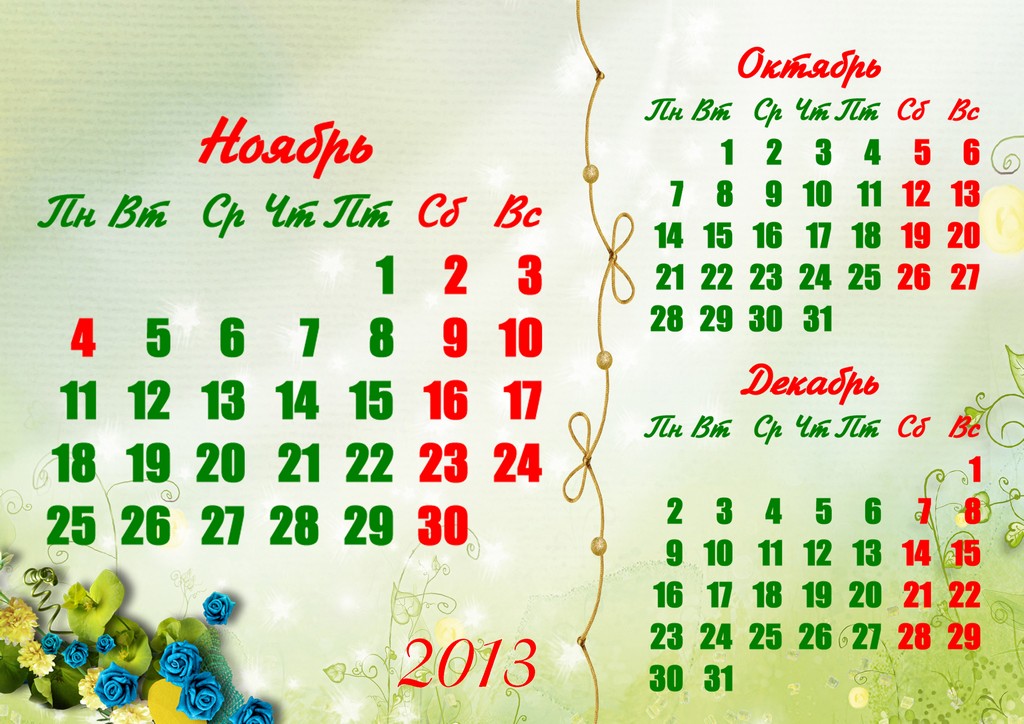 Ноябрь
Пн Вт Ср Чт Пт Сб Вс
1 2 3
4 5 6 7 8 9 10
11 12 13 14 15 16 17
18 19 20 21 22 23 24
25 26 27 28 29 30
2013
Октябрь
Пн Вт Ср Чт Пт Сб Вс
1 2 3 4 5 6
7 8 9 10 11 12 13
14 15 16 17 18 19 20
21 22 23 24 25 26 27
28 29 30 31
Декабрь
Пн Вт Ср Чт Пт Сб Вс
1
2 3 4 5 6 7 8
9 10 11 12 13 14 15
16 17 18 19 20 21 22
23 24 25 26 27 28 29
30 31